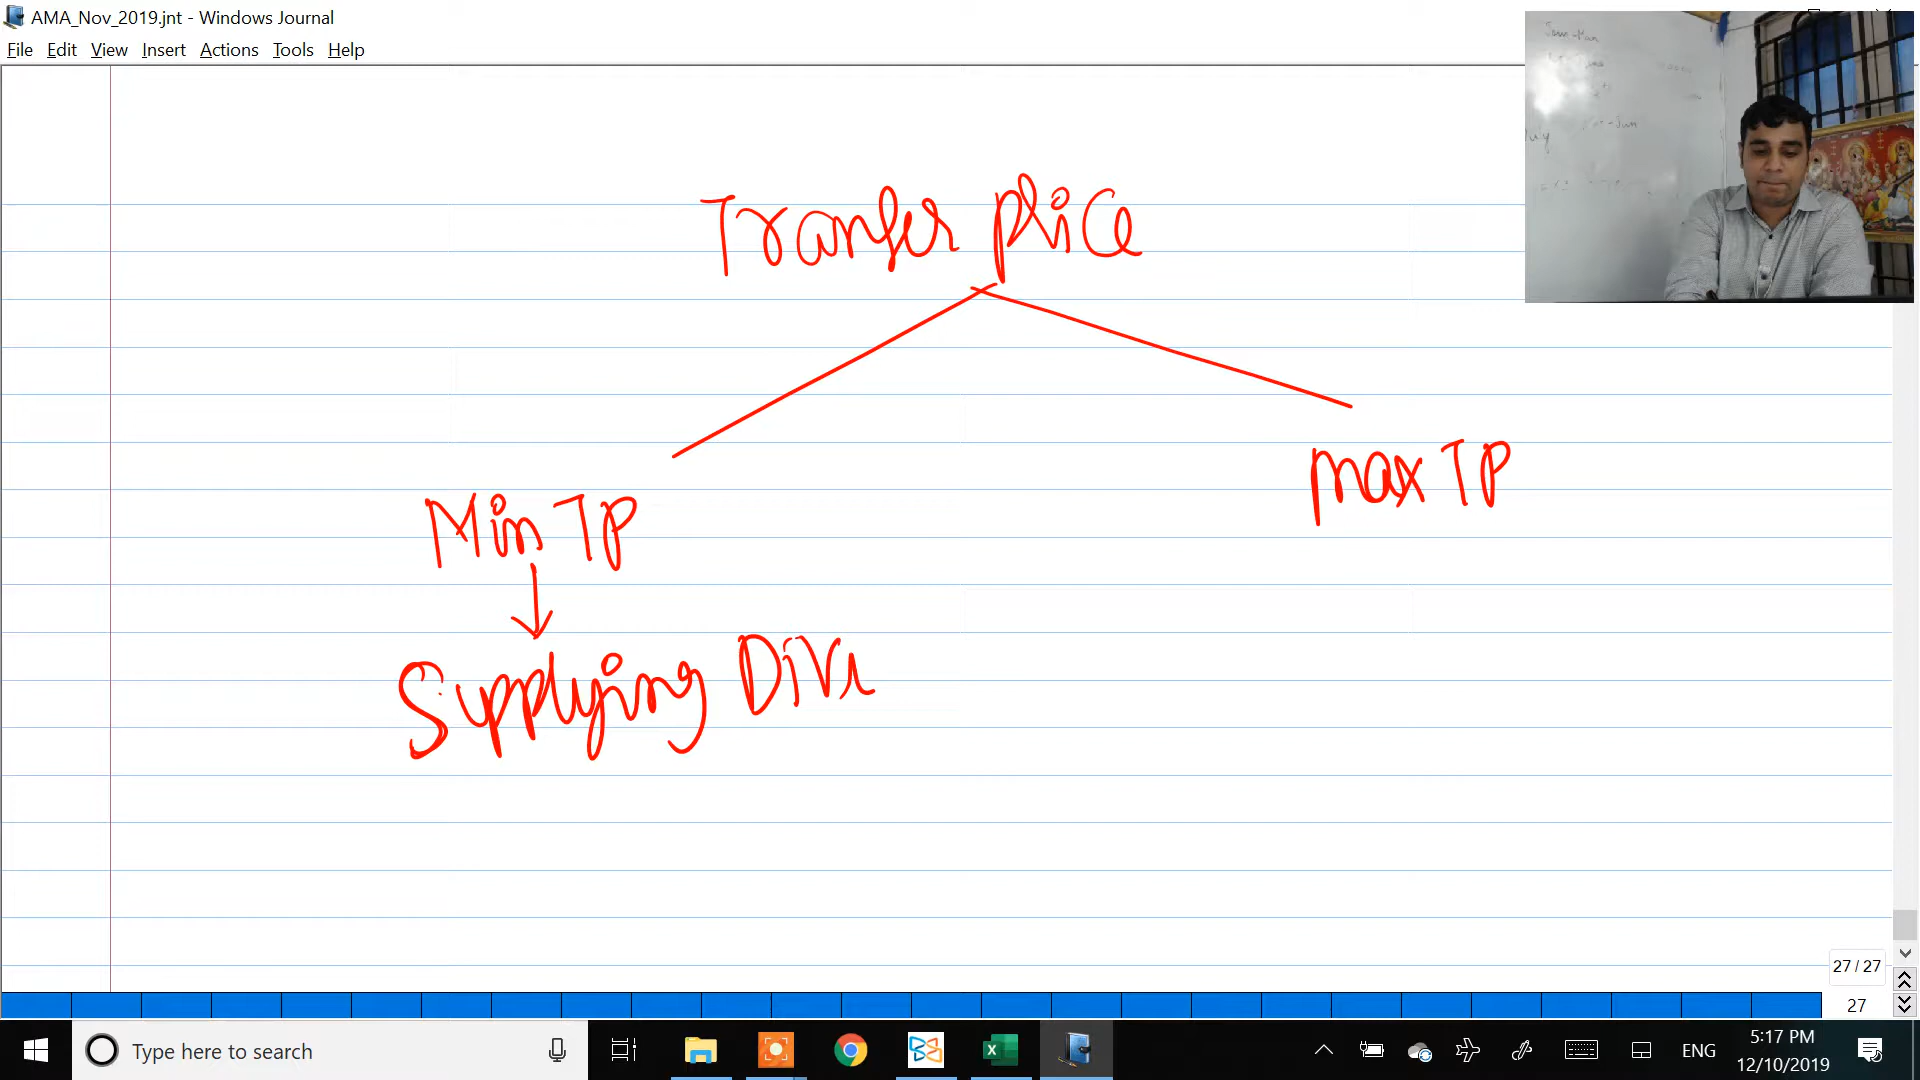 AMA_Nov_2019.jnt - Windows Journal
File Edit View Insert Actions Tools Help
Tranfer price
Min TP
Max TP
Supplying Divi
27 / 27
27
Type here to search
ENG
5:17 PM
12/10/2019